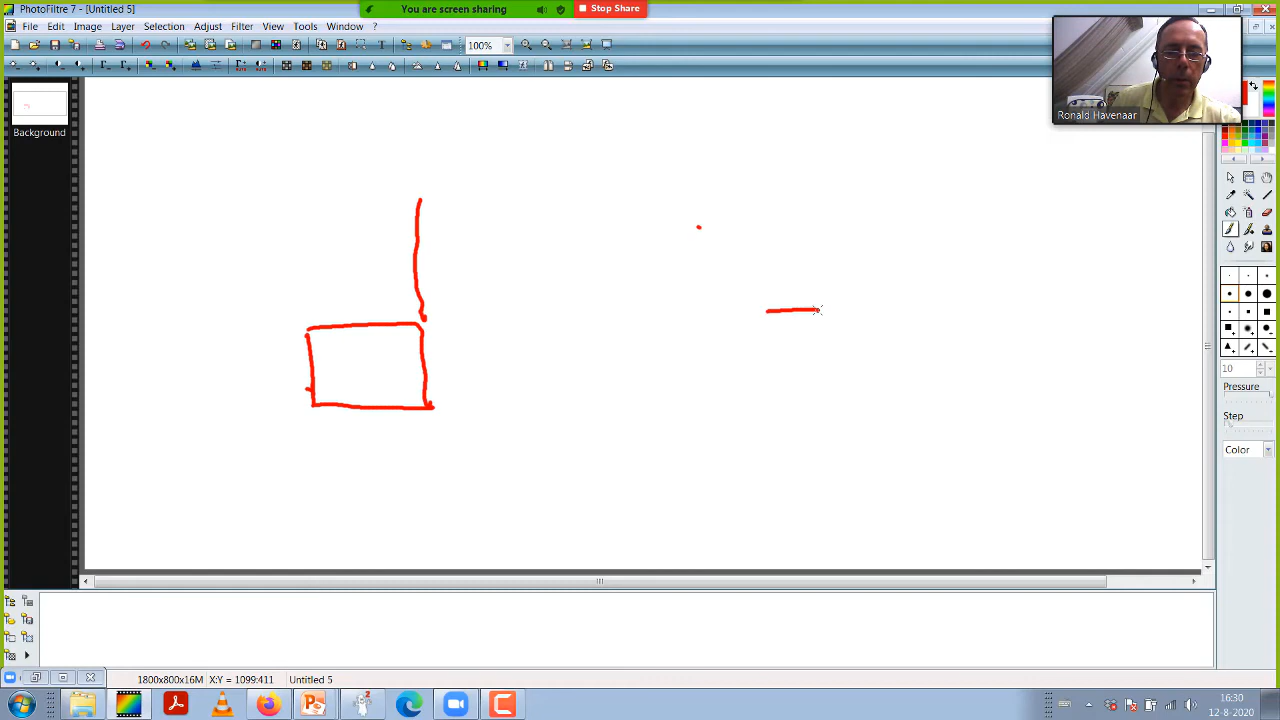 PhotoFiltre 7 - [Untitled 5]
You are screen sharing
Stop Share
File Edit Image Layer Selection Adjust Filter View Tools Window ?
100%
Ronald Havenaar
Background
10
Pressure
Step
Color
1800x800x16M
X:Y = 1099:411
Untitled 5
16:30
12-8-2020